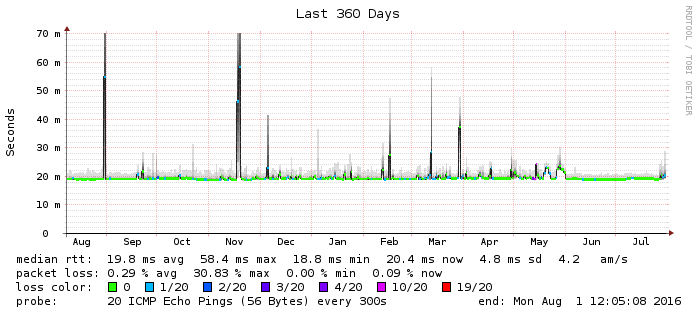 Last 360 Days
RRDTOOL / TOBI OETIKER
Seconds
70 m
60 m
50 m
40 m
30 m
20 m
10 m
0
Aug Sep Oct Nov Dec Jan Feb Mar Apr May Jun Jul
median rtt: 19.8 ms avg 58.4 ms max 18.8 ms min 20.4 ms now 4.8 ms sd 4.2 am/s
packet loss: 0.29 % avg 30.83 % max 0.00 % min 0.09 % now
loss color: 0 1/20 2/20 3/20 4/20 10/20 19/20
probe: 20 ICMP Echo Pings (56 Bytes) every 300s end: Mon Aug 1 12:05:08 2016